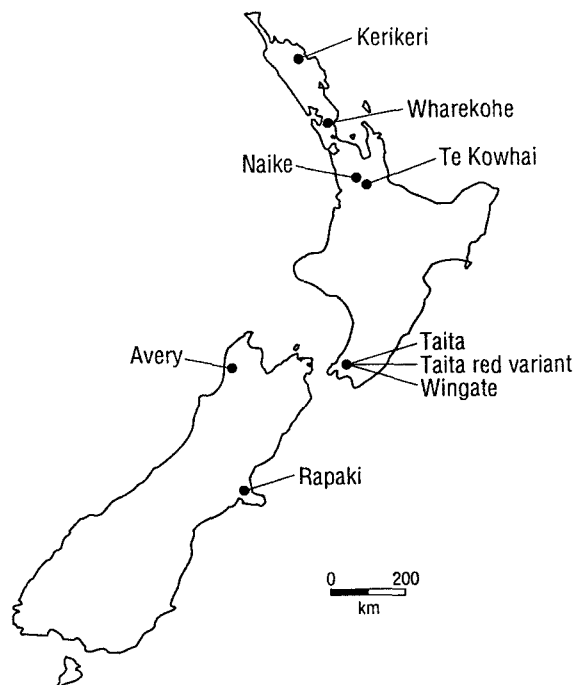 Kerikeri
Wharekohe
Naike
Te Kowhai
Taita
Avery
Taita red variant
Wingate
Rapaki
0 200
km